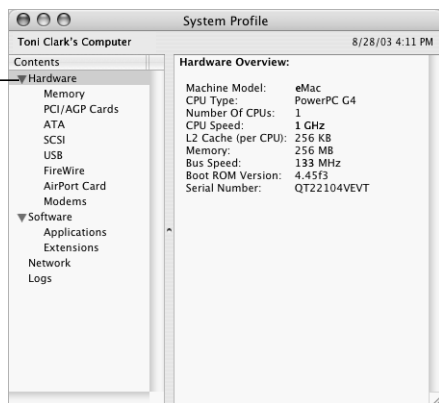 System Profile
Toni Clark's Computer 8/28/03 4:11 PM
Contents
Hardware
Memory
PCI/AGP Cards
ATA
SCSI
USB
FireWire
AirPort Card
Modems
Software
Applications
Extensions
Network
Logs
Hardware Overview:
Machine Model: eMac
CPU Type: PowerPC G4
Number Of CPUs: 1
CPU Speed: 1 GHz
L2 Cache (per CPU): 256 KB
Memory: 256 MB
Bus Speed: 133 MHz
Boot ROM Version: 4.45f3
Serial Number: QT22104VEVT